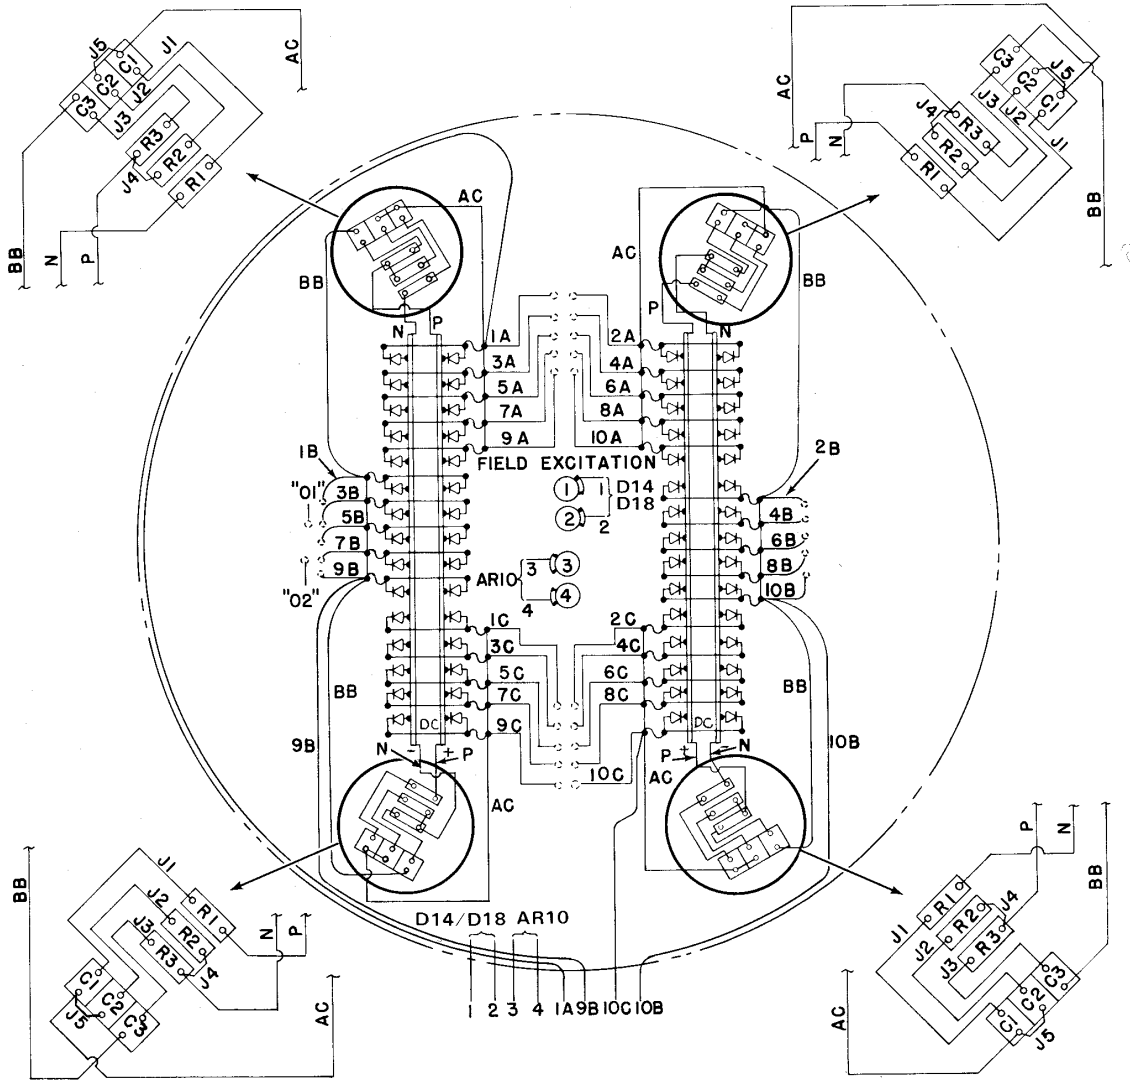 J5 J1 AC
C1
C2 J2
C3 J3
R3
J4 R2
R1
BB N P
AC
P N
J4 R3
R2
R1
C3 J5
C2
J3 C1
J2
J1
BB
AC
BB
N P
AC
BB
P N
1A 2A
3A 4A
5A 6A
7A 8A
9A 10A
FIELD EXCITATION
1B 2B
"01" 3B 4B
5B 6B
7B 8B
"02" 9B 10B
1 1 D14
D18
2 2
AR10 3 3
4 4
1C 2C
3C 4C
5C 6C
7C 8C
9C 10C
BB BB
DC DC
- + + -
N P P N
9B 10B
AC AC
D14/D18 AR10
1 2 3 4 1A 9B 10C 10B
BB
J1
J2 R1
J3 R2
R3 J4
N P
C1
C2
J5 C3
AC
P N
BB
R1
J1 R2 J4
J2 R3
J3
C3
C2
C1 J5
AC